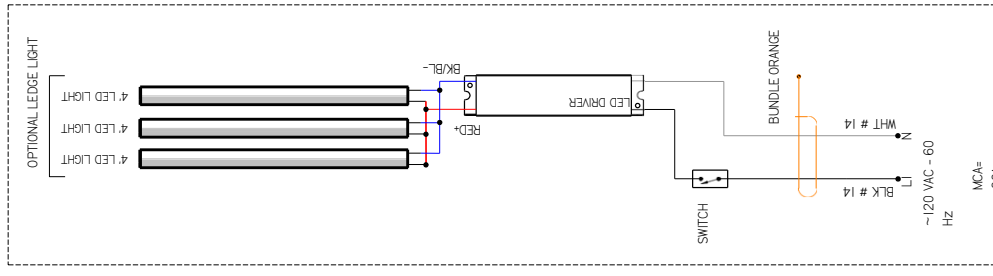 OPTIONAL LEDGE LIGHT
4' LED LIGHT
4' LED LIGHT
4' LED LIGHT
BK/BL-
RED+
LED DRIVER
SWITCH
BUNDLE ORANGE
WHT # 14
BLK # 14
N
L1
~120 VAC - 60
HZ
MCA=